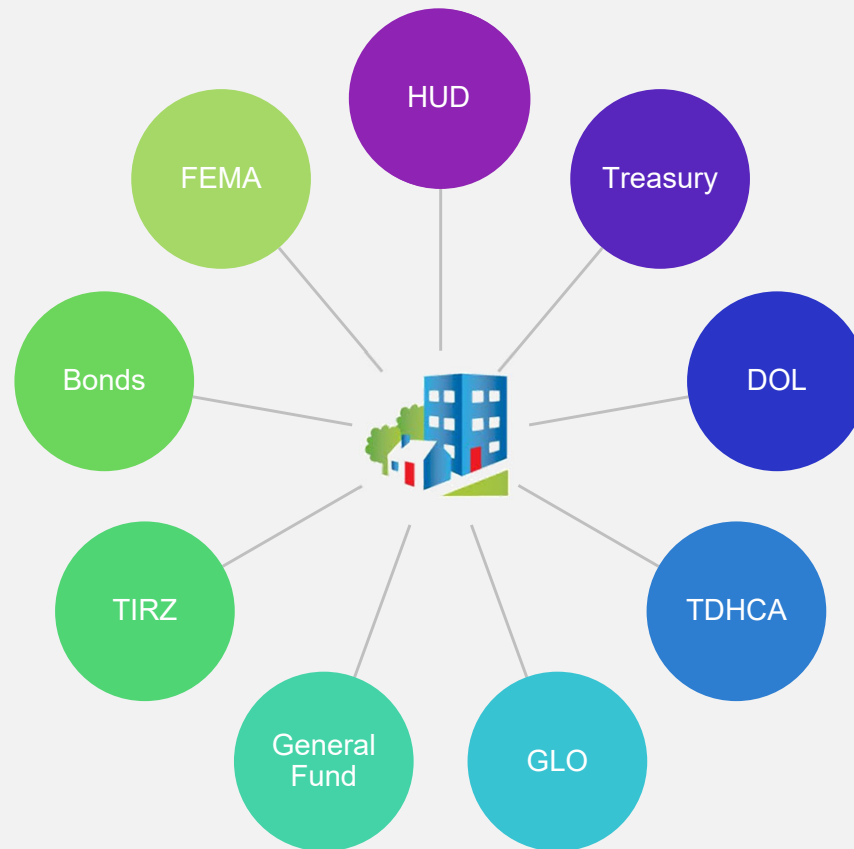 HUD
Treasury
DOL
TDHCA
GLO
General
Fund
TIRZ
Bonds
FEMA